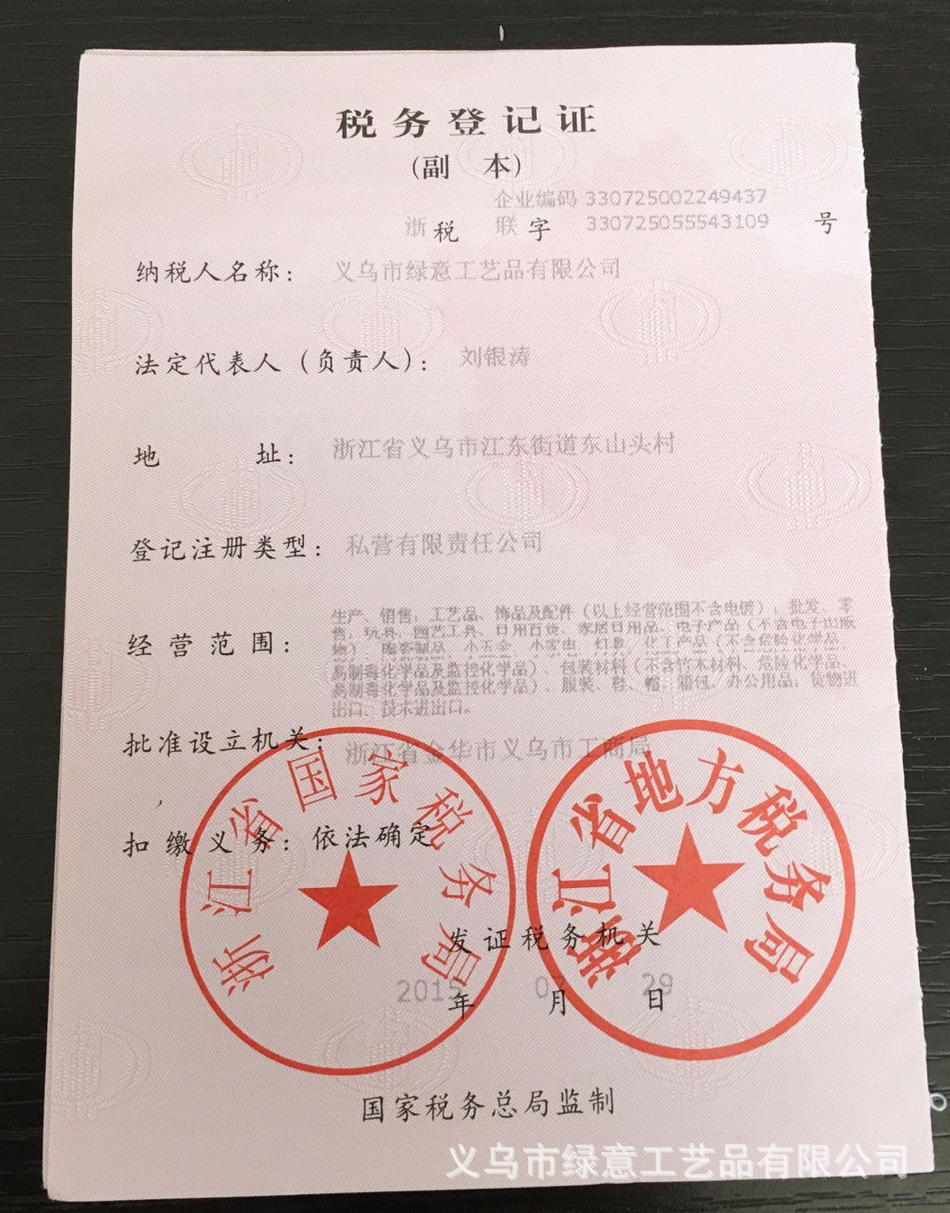 税务登记证
(副 本)
企业编码 330725002249437
浙 税 联 字 330725055543109 号
纳税人名称： 义乌市绿意工艺品有限公司
法定代表人（负责人）： 刘银涛
地 址： 浙江省义乌市江东街道东山头村
登记注册类型： 私营有限责任公司
经营范围： 生产、销售：工艺品、饰品及配件（以上经营范围不含电镀）；批发、零
售：玩具、园艺工具、日用百货、家居日用品、电子产品（不含电子出版
物）、陶瓷制品、小五金、小家电、灯具、化工产品（不含危险化学品、
易制毒化学品及监控化学品）、包装材料（不含竹木材料、危险化学品、
易制毒化学品及监控化学品）、服装、鞋、帽、箱包、办公用品；货物进
出口、技术进出口。
批准设立机关： 浙江省金华市义乌市工商局
扣缴义务： 依法确定
浙江省国家税务局
浙江省地方税务局
发证税务机关
2015 年 07 月 29 日
国家税务总局监制
义乌市绿意工艺品有限公司